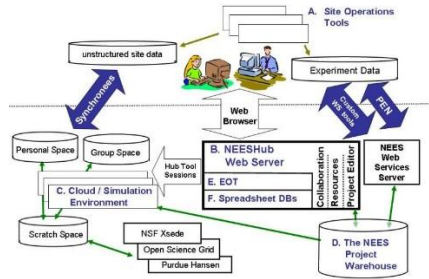 A. Site Operations
Tools
unstructured site data
Experiment Data
Synchronees
Web
Browser
Custom
WS tools
PEN
Personal Space
Group Space
Hub Tool
Sessions
B. NEESHub
Web Server
E. EOT
F. Spreadsheet DBs
Collaboration
Resources
Project Editor
NEES
Web
Services
Server
C. Cloud / Simulation
Environment
Scratch Space
NSF Xsede
Open Science Grid
Purdue Hansen
D. The NEES
Project
Warehouse